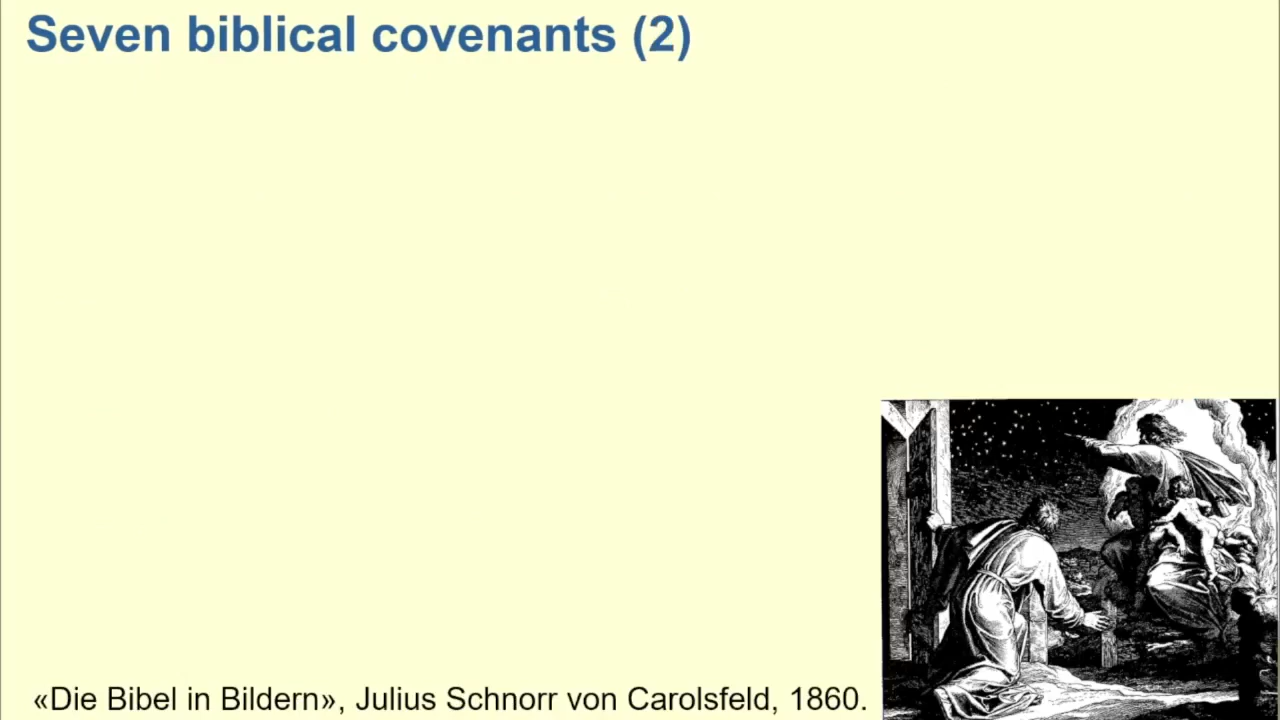 Seven biblical covenants (2)
«Die Bibel in Bildern», Julius Schnorr von Carolsfeld, 1860.